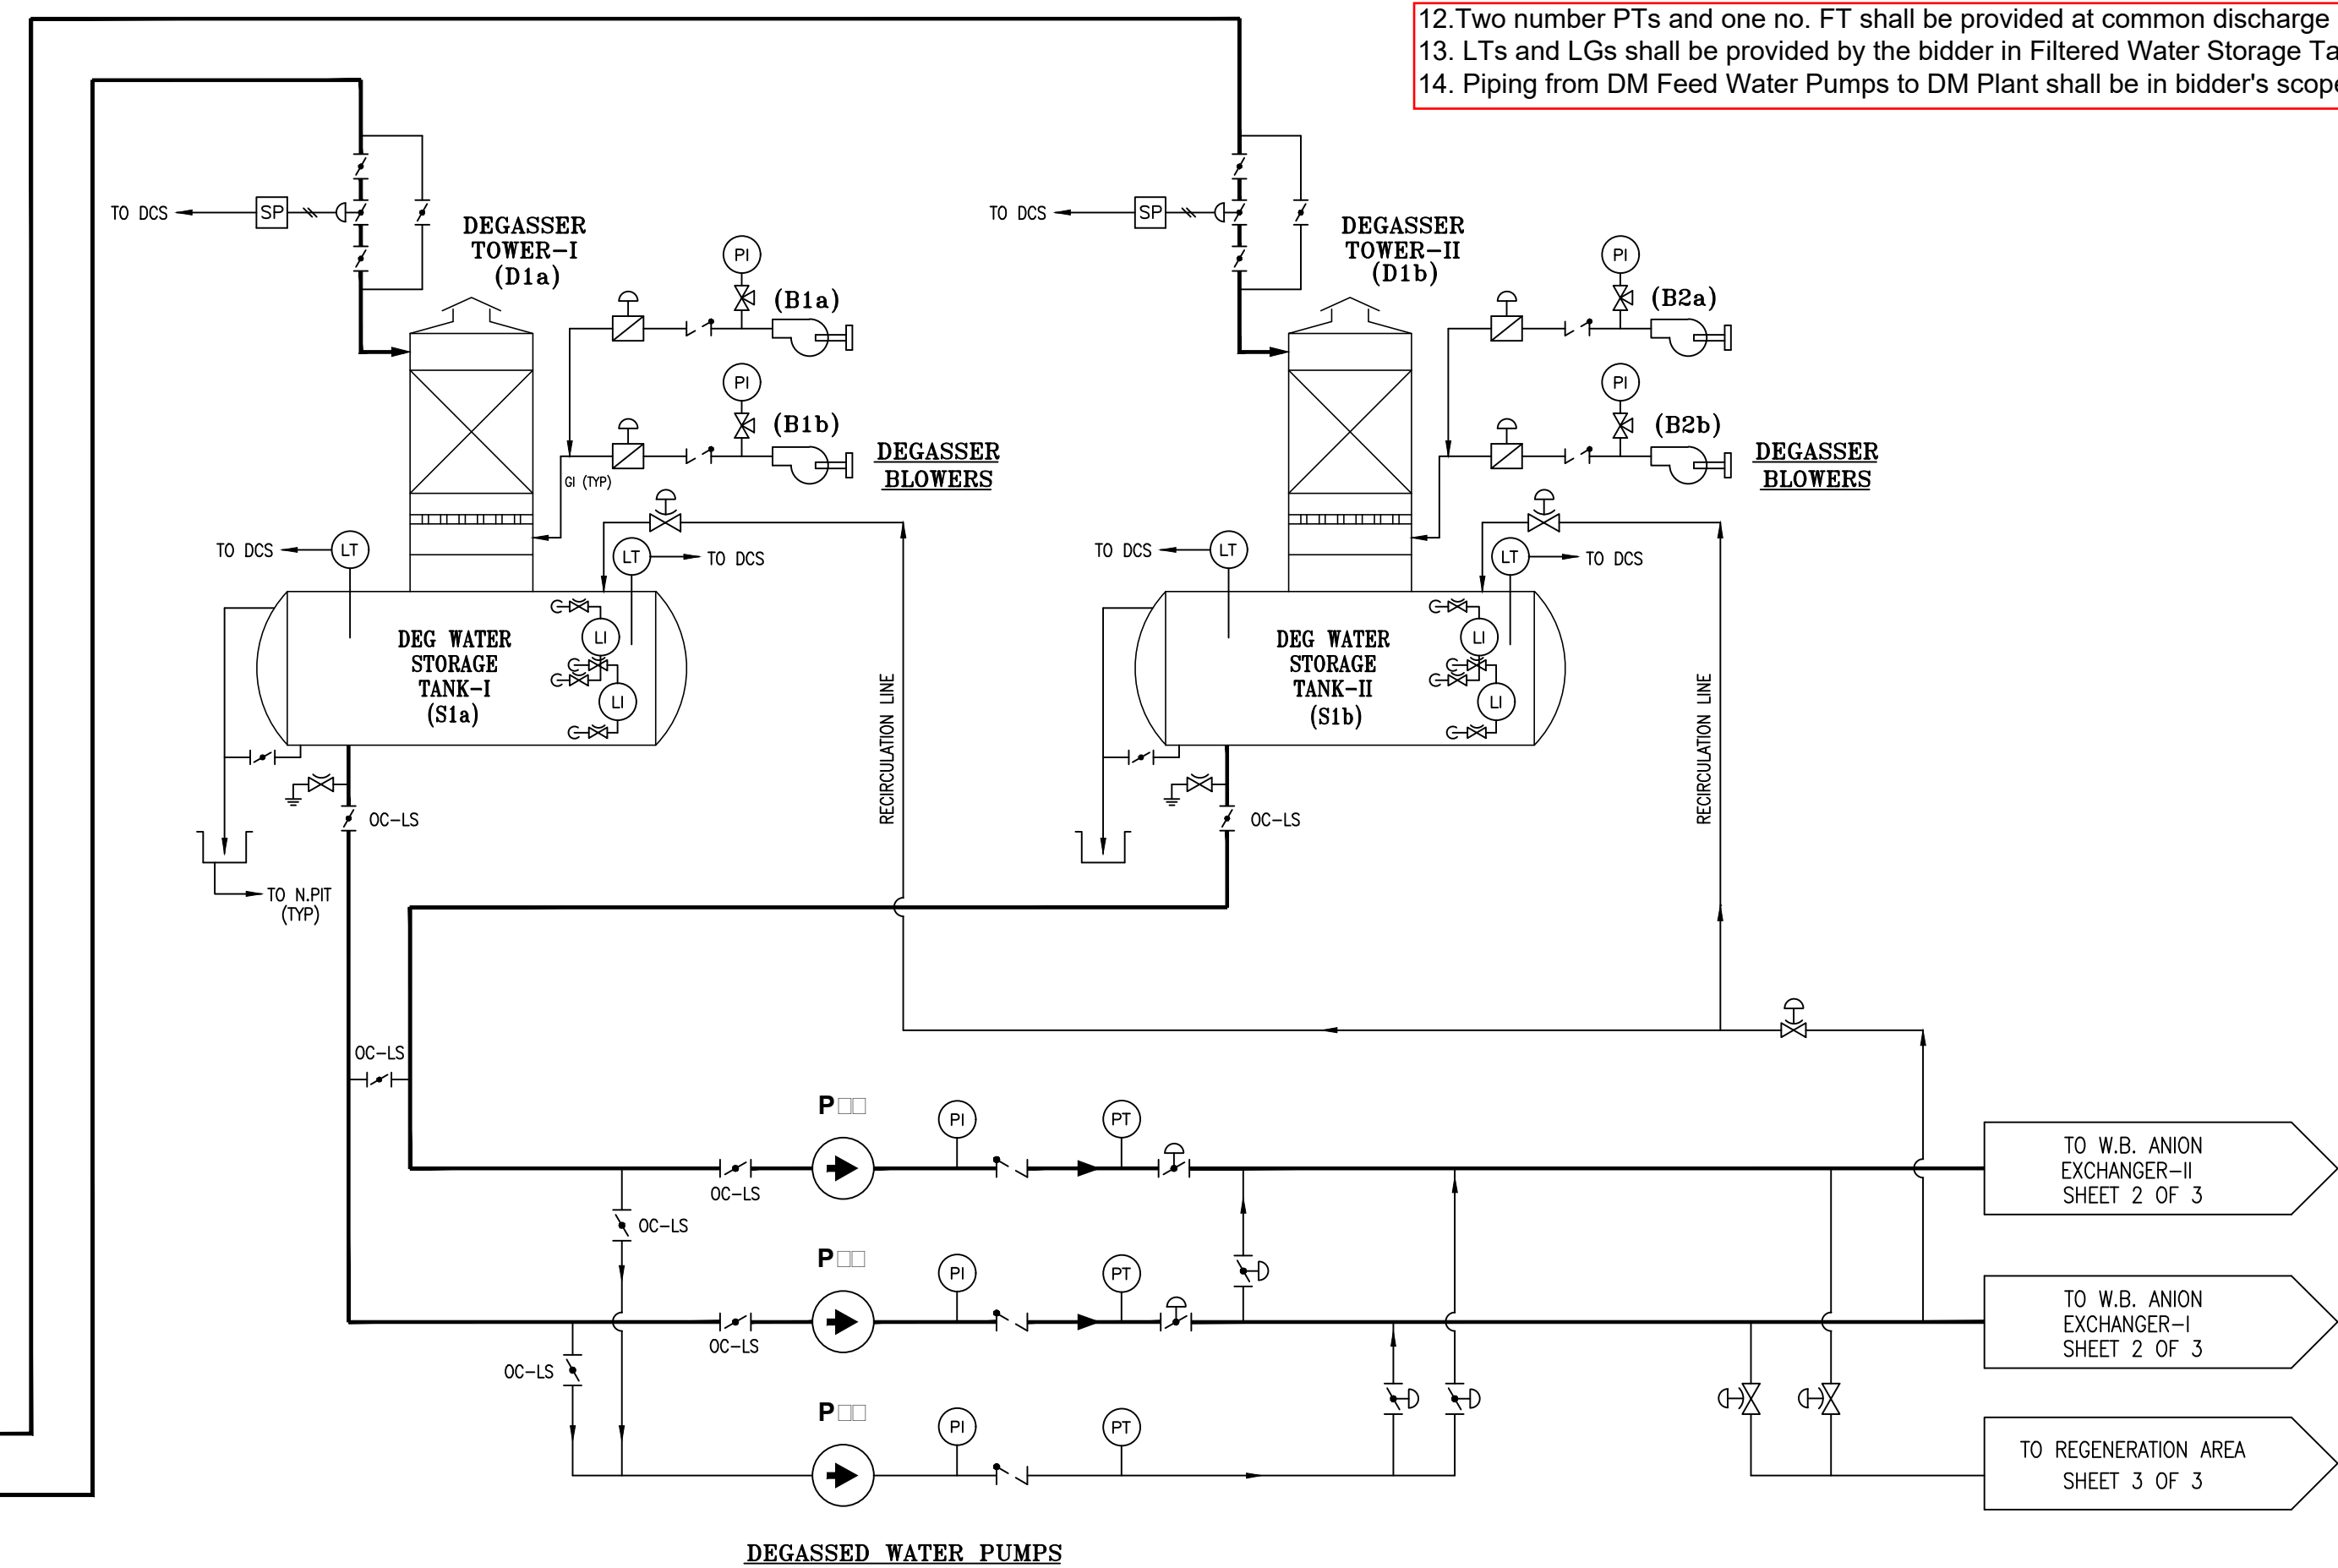 12.Two number PTs and one no. FT shall be provided at common discharge
13. LTs and LGs shall be provided by the bidder in Filtered Water Storage Ta
14. Piping from DM Feed Water Pumps to DM Plant shall be in bidder's scope
TO DCS
SP
DEGASSER
TOWER-I
(D1a)
PI
(B1a)
PI
(B1b)
DEGASSER
BLOWERS
GI (TYP)
TO DCS
LT
LT
TO DCS
DEG WATER
STORAGE
TANK-I
(S1a)
LI
LI
OC-LS
TO N.PIT
(TYP)
RECIRCULATION LINE
TO DCS
SP
DEGASSER
TOWER-II
(D1b)
PI
(B2a)
PI
(B2b)
DEGASSER
BLOWERS
TO DCS
LT
LT
TO DCS
DEG WATER
STORAGE
TANK-II
(S1b)
LI
LI
OC-LS
RECIRCULATION LINE
OC-LS
P□□
PI
PT
OC-LS
OC-LS
TO W.B. ANION
EXCHANGER-II
SHEET 2 OF 3
P□□
PI
PT
OC-LS
OC-LS
TO W.B. ANION
EXCHANGER-I
SHEET 2 OF 3
P□□
PI
PT
TO REGENERATION AREA
SHEET 3 OF 3
DEGASSED WATER PUMPS